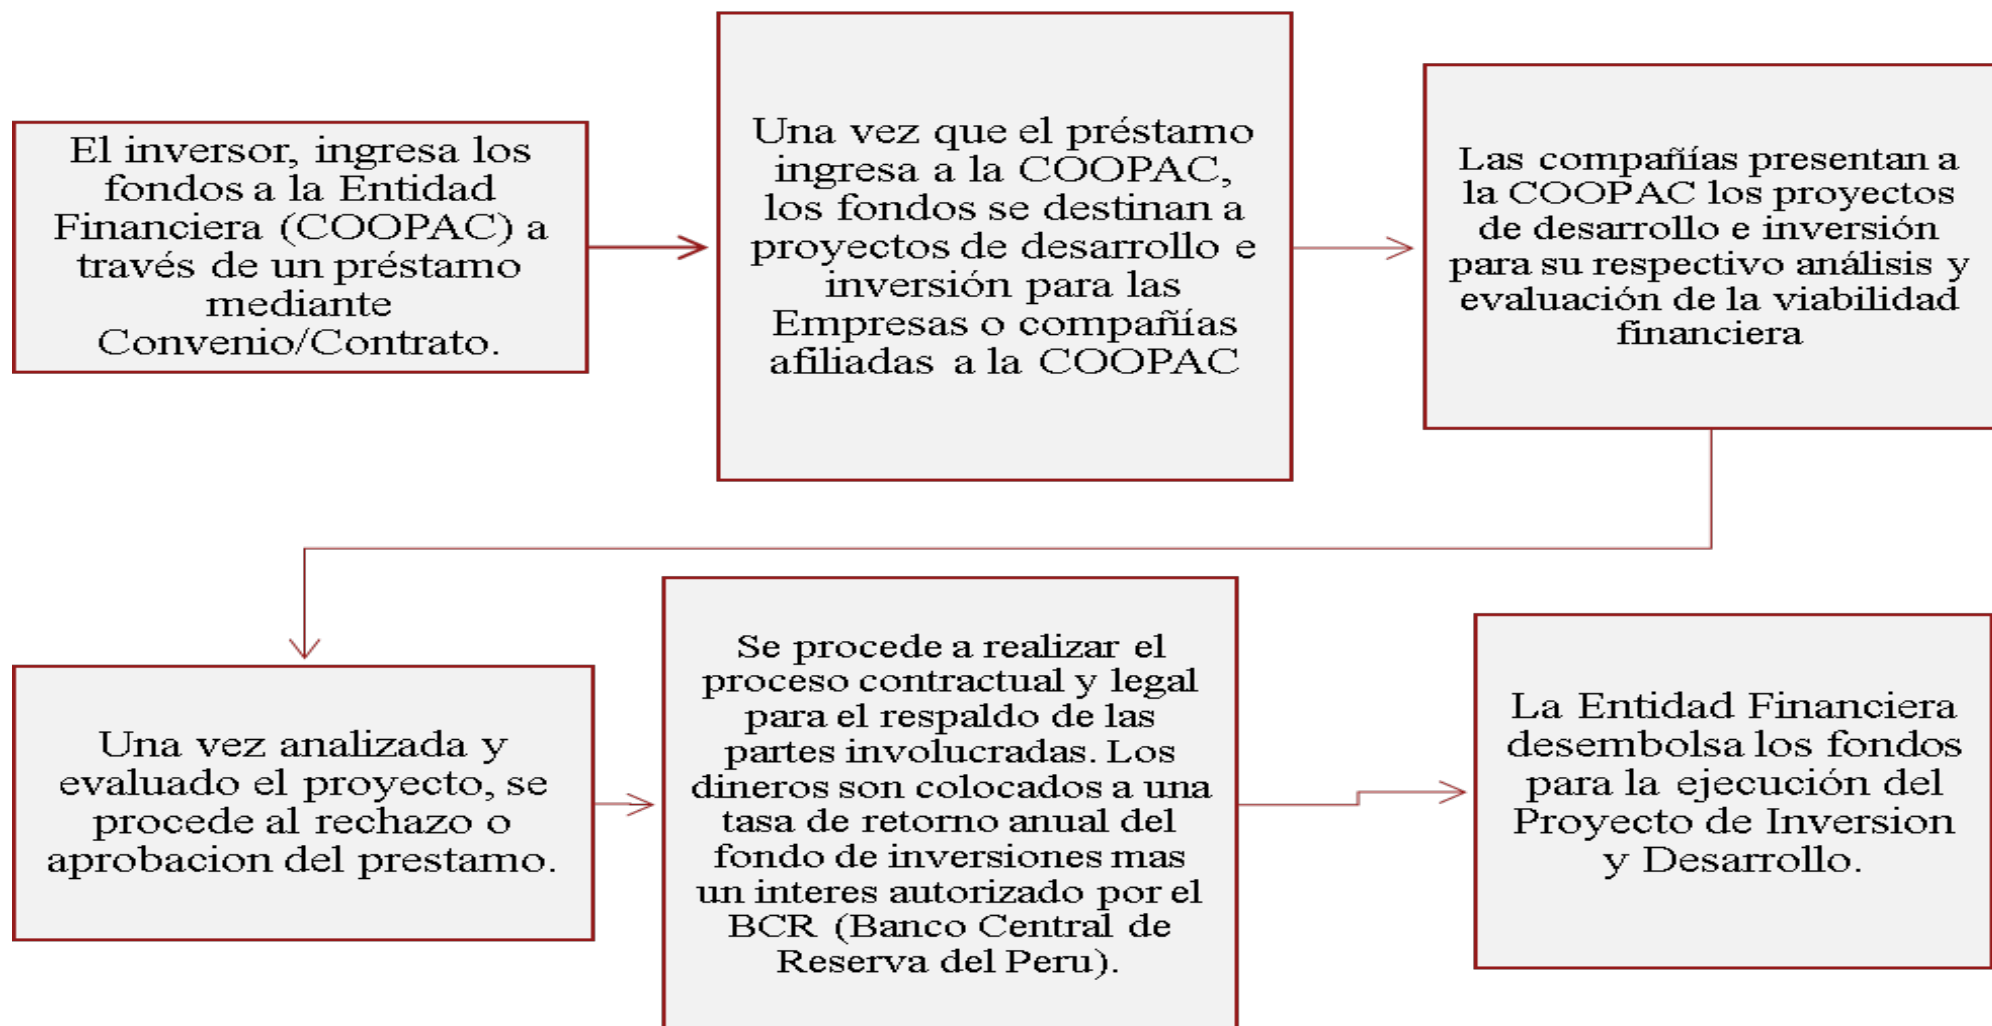 El inversor, ingresa los
fondos a la Entidad
Financiera (COOPAC) a
través de un préstamo
mediante
Convenio/Contrato.
Una vez que el préstamo
ingresa a la COOPAC,
los fondos se destinan a
proyectos de desarrollo e
inversión para las
Empresas o compañías
afiliadas a la COOPAC
Las compañías presentan a
la COOPAC los proyectos
de desarrollo e inversión
para su respectivo análisis y
evaluación de la viabilidad
financiera
Una vez analizada y
evaluado el proyecto, se
procede al rechazo o
aprobacion del prestamo.
Se procede a realizar el
proceso contractual y legal
para el respaldo de las
partes involucradas. Los
dineros son colocados a una
tasa de retorno anual del
fondo de inversiones mas
un interes autorizado por el
BCR (Banco Central de
Reserva del Peru).
La Entidad Financiera
desembolsa los fondos
para la ejecución del
Proyecto de Inversion
y Desarrollo.